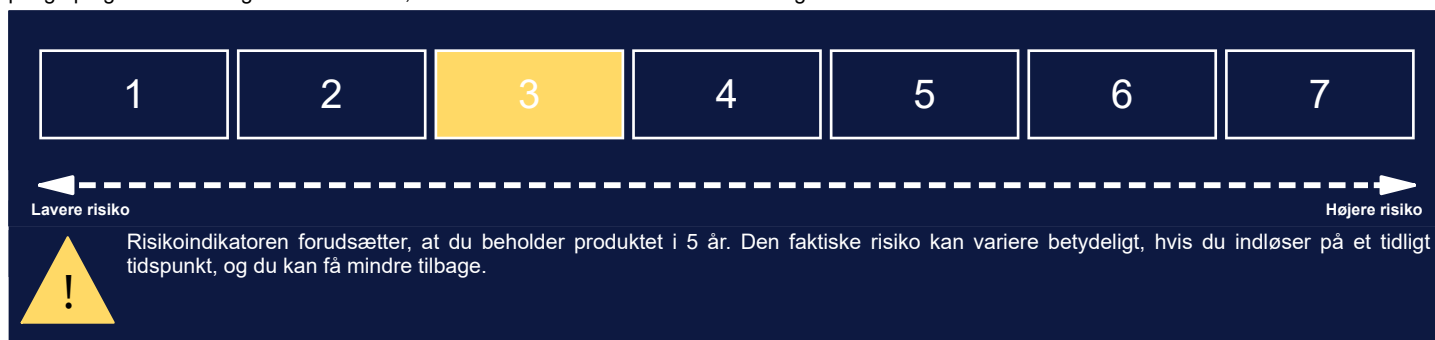 1 2 3 4 5 6 7
Lavere risiko Højere risiko
Risikoindikatoren forudsætter, at du beholder produktet i 5 år. Den faktiske risiko kan variere betydeligt, hvis du indløser på et tidligt
tidspunkt, og du kan få mindre tilbage.
!